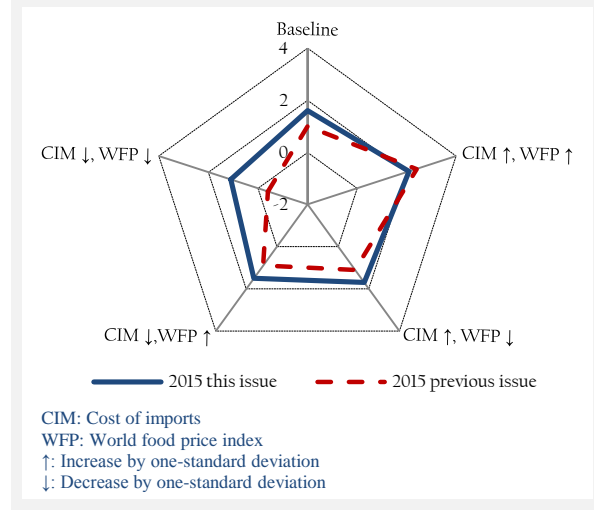 Baseline
4
2
0
-2
CIM ↓, WFP ↓
CIM ↑, WFP ↑
CIM ↓,WFP ↑
CIM ↑, WFP ↓
2015 this issue
2015 previous issue
CIM: Cost of imports
WFP: World food price index
↑: Increase by one-standard deviation
↓: Decrease by one-standard deviation